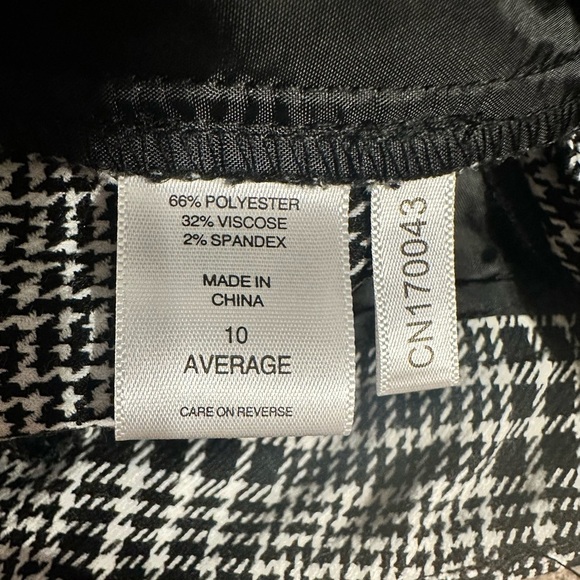 66% POLYESTER
32% VISCOSE
2% SPANDEX
MADE IN
CHINA
10
AVERAGE
CARE ON REVERSE
CN170043